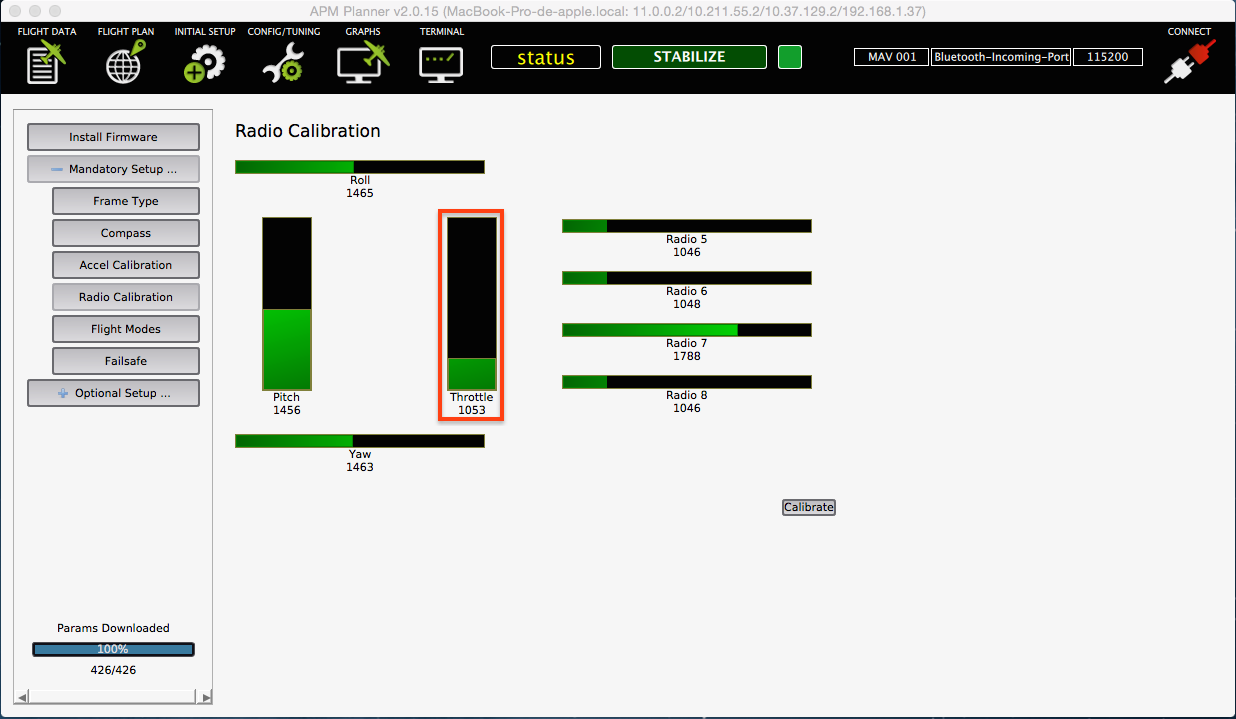 APM Planner v2.0.15 (MacBook-Pro-de-apple.local: 11.0.0.2/10.211.55.2/10.37.129.2/192.168.1.37)
FLIGHT DATA FLIGHT PLAN INITIAL SETUP CONFIG/TUNING GRAPHS TERMINAL CONNECT
status STABILIZE MAV 001 Bluetooth-Incoming-Port 115200
Install Firmware
Mandatory Setup ...
Frame Type
Compass
Accel Calibration
Radio Calibration
Flight Modes
Failsafe
Optional Setup ...
Params Downloaded
100%
426/426
Radio Calibration
Roll
1465
Pitch
1456
Throttle
1053
Yaw
1463
Radio 5
1046
Radio 6
1048
Radio 7
1788
Radio 8
1046
Calibrate